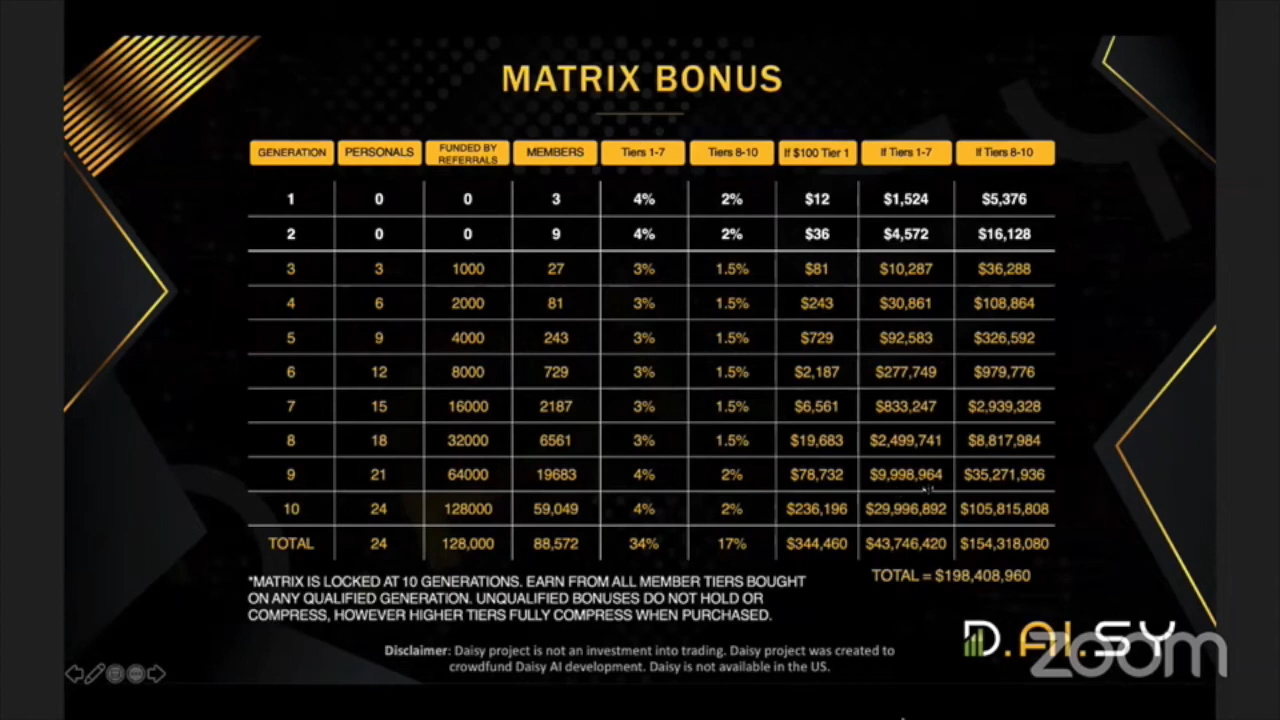 MATRIX BONUS
GENERATION PERSONALS FUNDED BY REFERRALS MEMBERS Tiers 1-7 Tiers 8-10 If $100 Tier 1 If Tiers 1-7 If Tiers 8-10
1 0 0 3 4% 2% $12 $1,524 $5,376
2 0 0 9 4% 2% $36 $4,572 $16,128
3 3 1000 27 3% 1.5% $81 $10,287 $36,288
4 6 2000 81 3% 1.5% $243 $30,861 $108,864
5 9 4000 243 3% 1.5% $729 $92,583 $326,592
6 12 8000 729 3% 1.5% $2,187 $277,749 $979,776
7 15 16000 2187 3% 1.5% $6,561 $833,247 $2,939,328
8 18 32000 6561 3% 1.5% $19,683 $2,499,741 $8,817,984
9 21 64000 19683 4% 2% $78,732 $9,998,964 $35,271,936
10 24 128000 59,049 4% 2% $236,196 $29,996,892 $105,815,808
TOTAL 24 128,000 88,572 34% 17% $344,460 $43,746,420 $154,318,080
TOTAL = $198,408,960
*MATRIX IS LOCKED AT 10 GENERATIONS. EARN FROM ALL MEMBER TIERS BOUGHT
ON ANY QUALIFIED GENERATION. UNQUALIFIED BONUSES DO NOT HOLD OR
COMPRESS, HOWEVER HIGHER TIERS FULLY COMPRESS WHEN PURCHASED.
Disclaimer: Daisy project is not an investment into trading. Daisy project was created to
crowdfund Daisy AI development. Daisy is not available in the US.
D.AI.SY
zoom